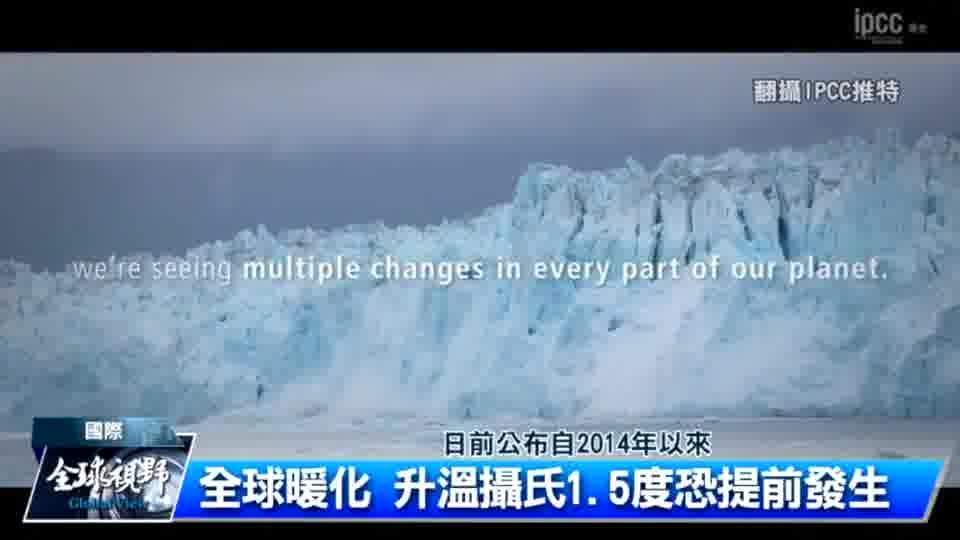 ipcc
翻攝IPCC推特
we're seeing multiple changes in every part of our planet.
國際
日前公布自2014年以來
全球視野
Global View
全球暖化 升溫攝氏1.5度恐提前發生